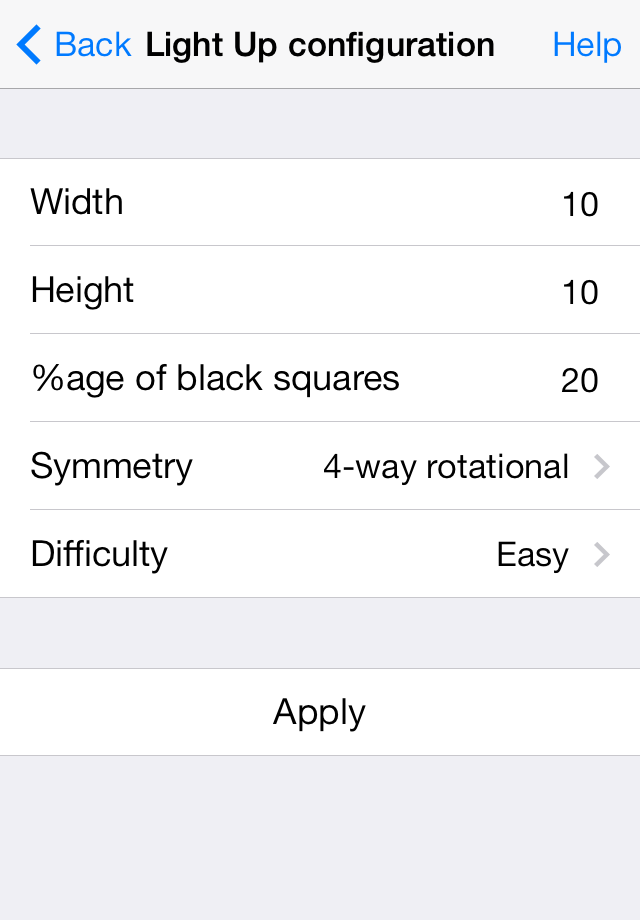 Back Light Up configuration Help
Width 10
Height 10
%age of black squares 20
Symmetry 4-way rotational
Difficulty Easy
Apply